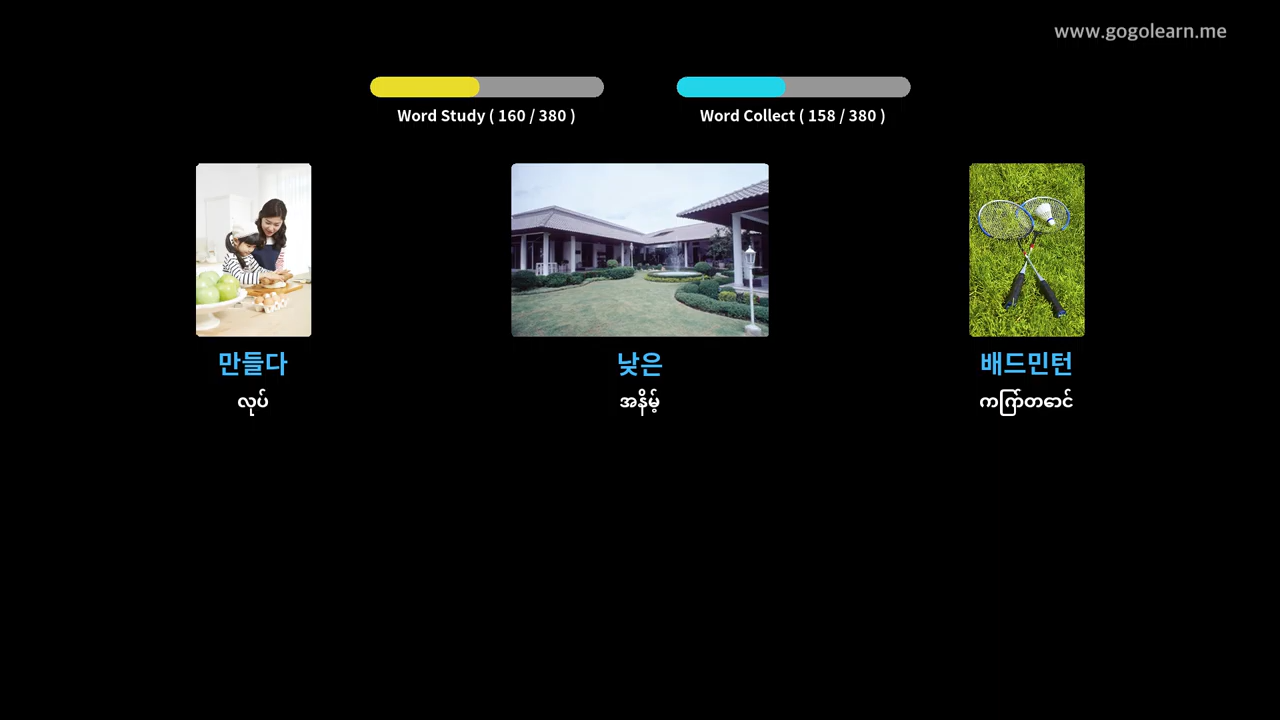 www.gogolearn.me
Word Study ( 160 / 380 )
Word Collect ( 158 / 380 )
만들다
낮은
배드민턴
လုပ်
အနိမ့်
ကကြ်တဧာင်